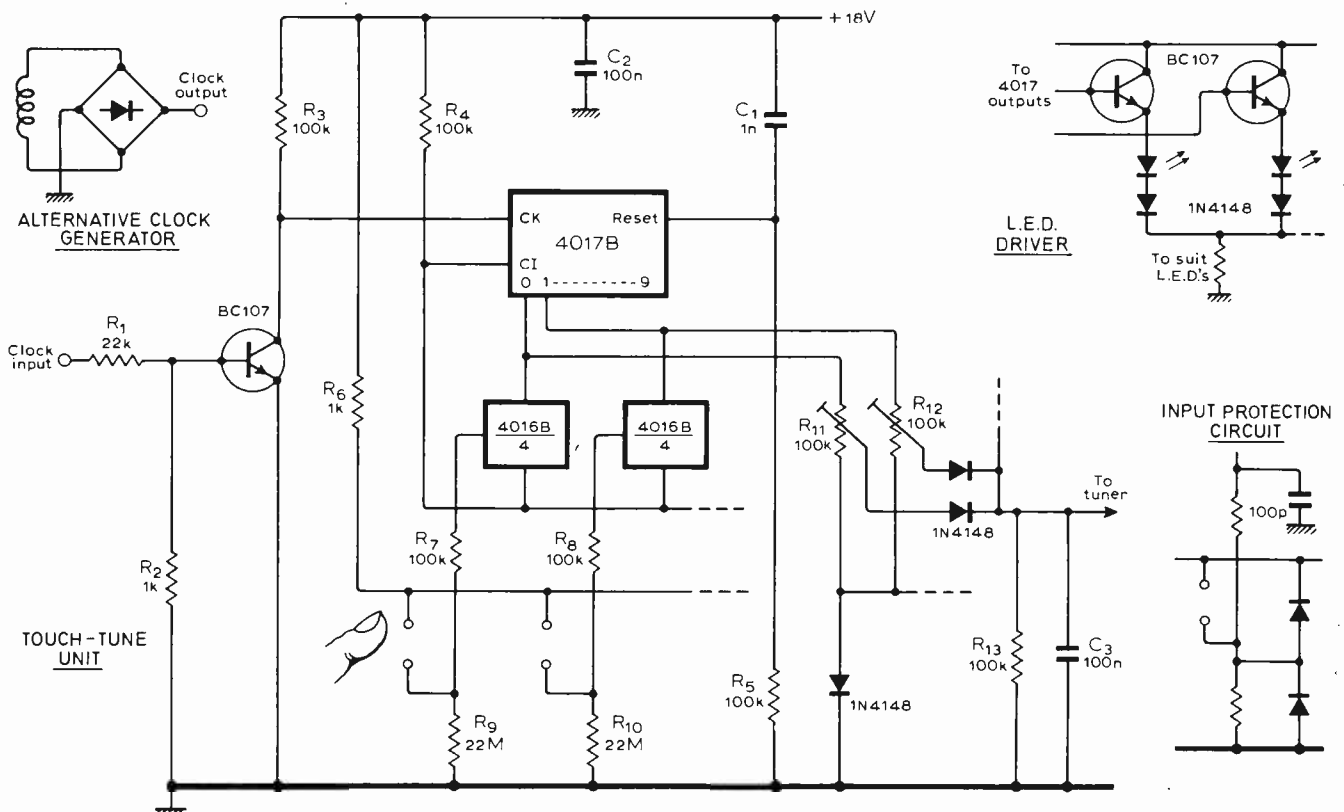 +18V
C2
100n
Clock
output
ALTERNATIVE CLOCK
GENERATOR
R3
100k
R4
100k
C1
1n
To
4017
outputs
BC107
1N4148
L.E.D.
DRIVER
To suit
L.E.D's
CK Reset
4017B
CI
0 1---------9
BC107
R1
22k
Clock
input
R6
1k
4016B
4
4016B
4
R11
100k
R12
100k
INPUT PROTECTION
CIRCUIT
To
tuner
1N4148
100p
R7
100k
R8
100k
R2
1k
TOUCH-TUNE
UNIT
R5
100k
R13
100k
C3
100n
1N4148
R9
22M
R10
22M